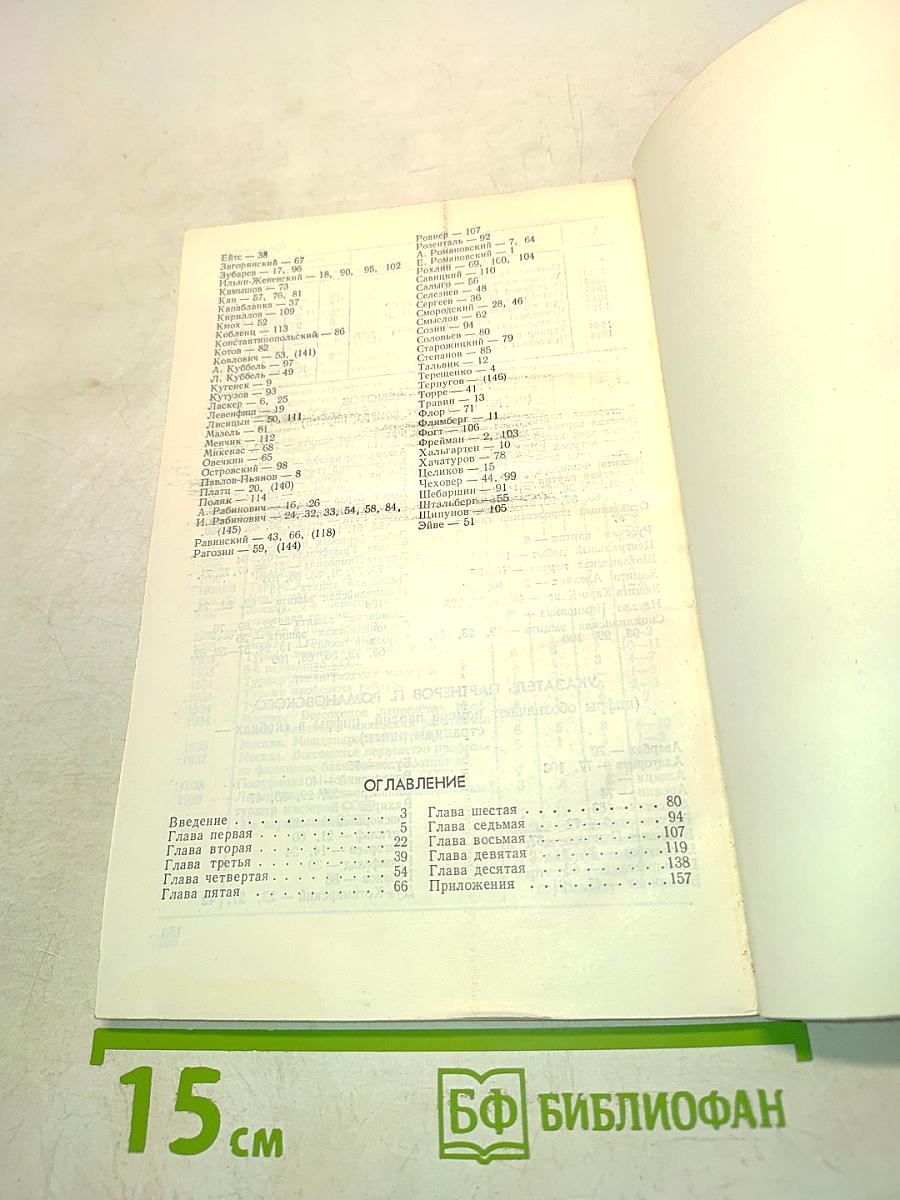 Ейтс — 38
Загорянский — 67
Зубарев — 17, 96
Ильин-Женевский — 18, 90, 95, 102
Камышов — 73
Кан — 57, 76, 81
Капабланка — 37
Кириллов — 109
Кмох — 52
Кобленц — 113
Константинопольский — 86
Котов — 82
Коялович — 53, (141)
А. Куббель — 97
Л. Куббель — 49
Кугенек — 9
Кутузов — 93
Ласкер — 6, 25
Левенфиш — 19
Лисицын — 50, 111
Мазель — 61
Менчик — 112
Микенас — 68
Овечкин — 65
Островский — 98
Павлов-Пьянов — 8
Платц — 20, (140)
Поляк — 114
А. Рабинович — 16, 26
И. Рабинович — 24, 32, 33, 54, 58, 84,
(145)
Равинский — 43, 66, (118)
Рагозин — 59, (144)
Ровнер — 107
Розенталь — 92
А. Романовский — 7, 64
Е. Романовский — 1
Рохлин — 69, 100, 104
Савицкий — 110
Сальто — 56
Селезнев — 48
Сергеев — 36
Смородский — 28, 46
Смыслов — 62
Созин — 94
Соловьев — 80
Старожицкий — 79
Степанов — 85
Тальвик — 12
Терещенко — 4
Терпугов — (146)
Торре — 41
Травин — 13
Флор — 71
Флямберг — 11
Фогт — 106
Фрейман — 2, 103
Хальгартен — 10
Хачатуров — 78
Целиков — 15
Чеховер — 44, 99
Шебаршин — 91
Штальберг — 55
Щипунов — 105
Эйве — 51
ОГЛАВЛЕНИЕ
Введение . . . . . . . . . . . . . 3
Глава первая . . . . . . . . . . . 5
Глава вторая . . . . . . . . . . . 22
Глава третья . . . . . . . . . . . 39
Глава четвертая . . . . . . . . . . 54
Глава пятая . . . . . . . . . . . 66
Глава шестая . . . . . . . . . . . 80
Глава седьмая . . . . . . . . . . 94
Глава восьмая . . . . . . . . . . 107
Глава девятая . . . . . . . . . . 119
Глава десятая . . . . . . . . . . 138
Приложения . . . . . . . . . . . 157
15 см
БФ БИБЛИОФАН